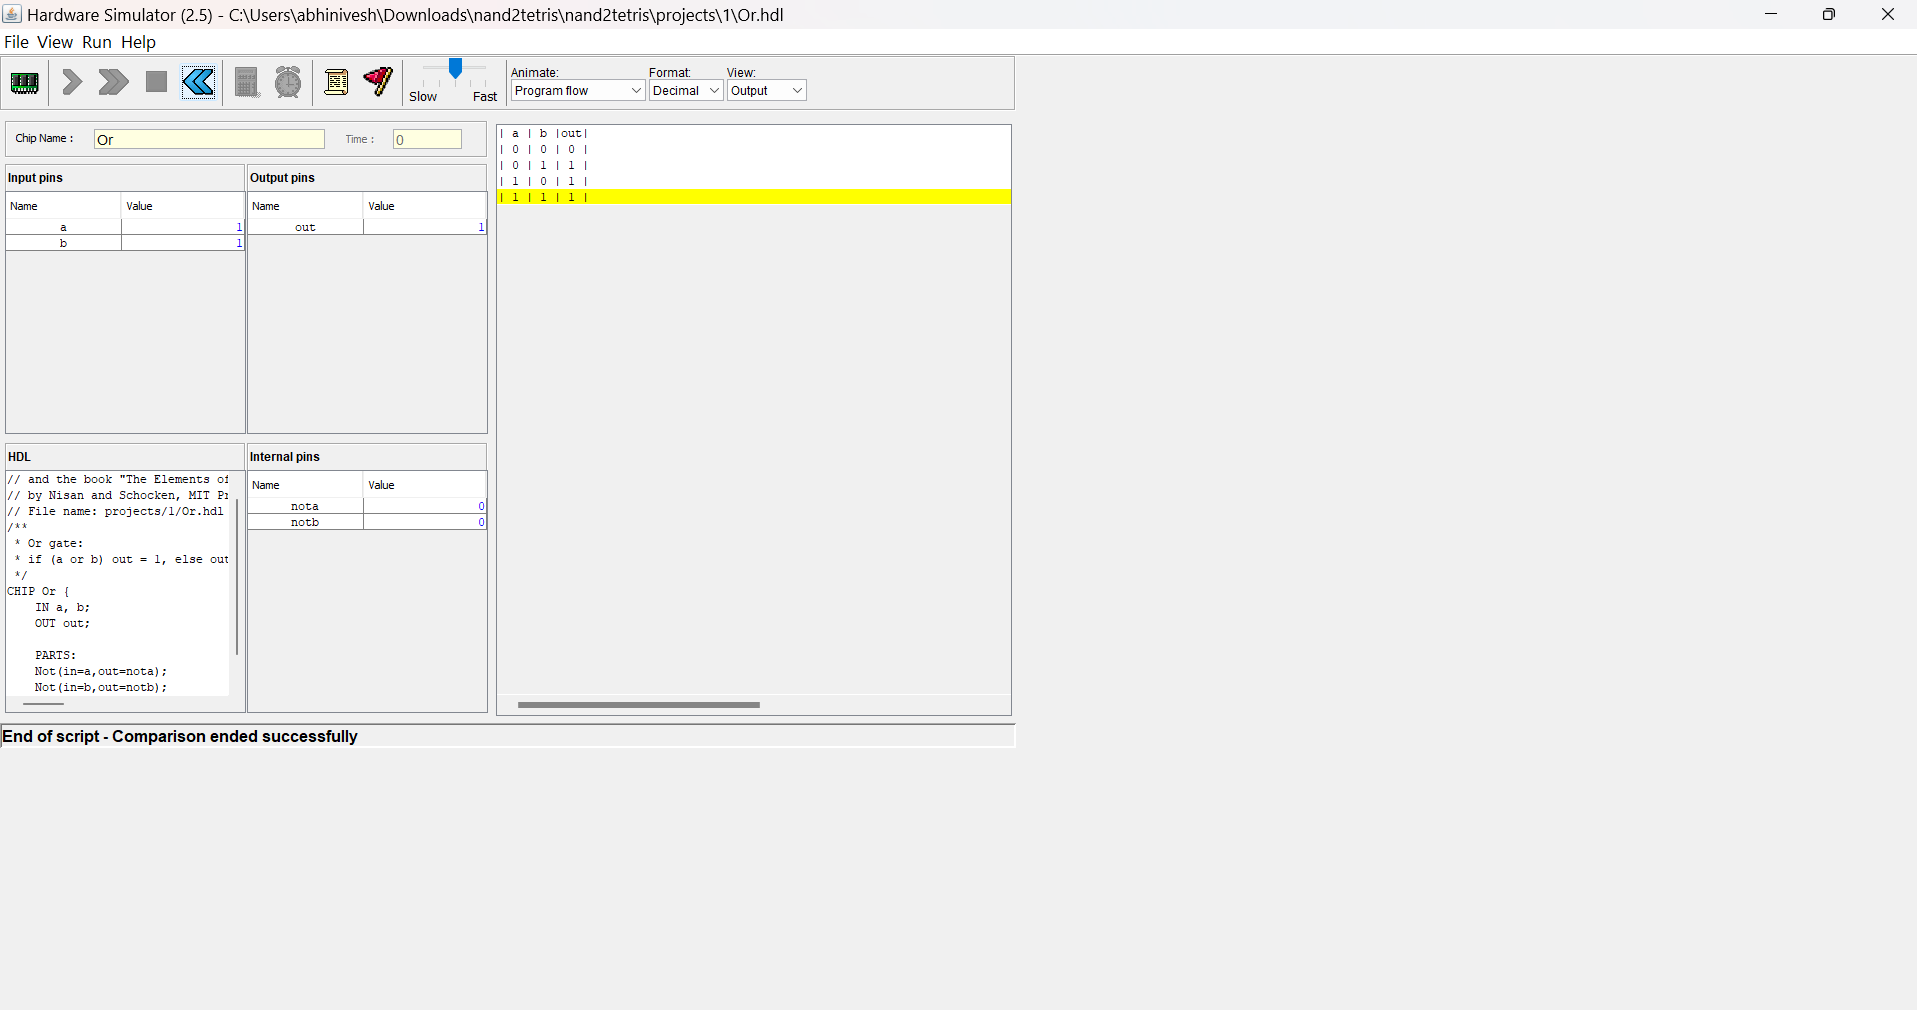 Hardware Simulator (2.5) - C:\Users\abhinivesh\Downloads\nand2tetris\nand2tetris\projects\1\Or.hdl
File View Run Help
Slow Fast
Animate: Format: View:
Program flow Decimal Output
Chip Name : Or Time : 0
Input pins
Name Value
a 1
b 1
Output pins
Name Value
out 1
HDL
// and the book "The Elements of
// by Nisan and Schocken, MIT Pr
// File name: projects/1/Or.hdl
/**
* Or gate:
* if (a or b) out = 1, else out
*/
CHIP Or {
IN a, b;
OUT out;
PARTS:
Not(in=a,out=nota);
Not(in=b,out=notb);
Internal pins
Name Value
nota 0
notb 0
| a | b |out|
| 0 | 0 | 0 |
| 0 | 1 | 1 |
| 1 | 0 | 1 |
| 1 | 1 | 1 |
End of script - Comparison ended successfully